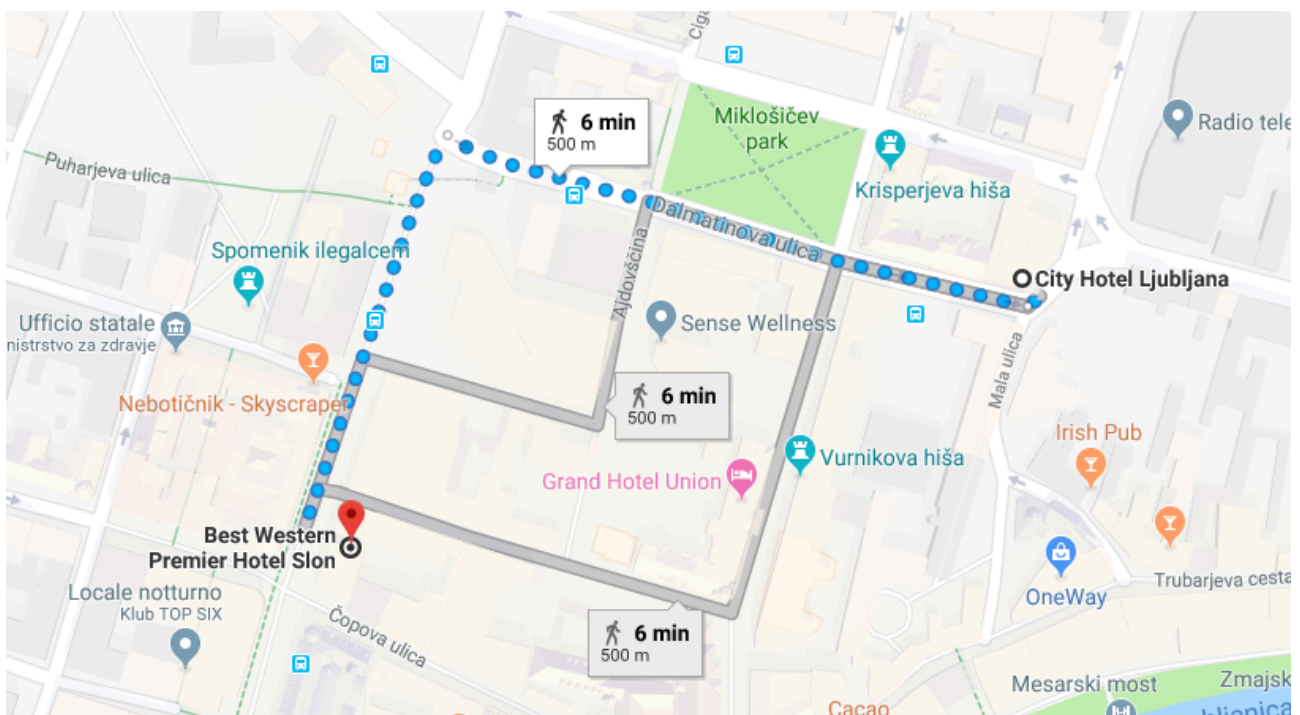 Ciga
6 min
500 m
Miklošičev
park
Radio tele
Puharjeva ulica
Krisperjeva hiša
Dalmatinova ulica
Spomenik ilegalcem
City Hotel Ljubljana
Ajdovščina
Ufficio statale
nistrstvo za zdravje
Sense Wellness
Mala ulica
Nebotičnik - Skyscraper
6 min
500 m
Irish Pub
Vurnikova hiša
Grand Hotel Union
Best Western
Premier Hotel Slon
Locale notturno
Klub TOP SIX
OneWay
Trubarjeva cesta
Čopova ulica
6 min
500 m
Mesarski most
Zmajsk
Cacao
bljanica